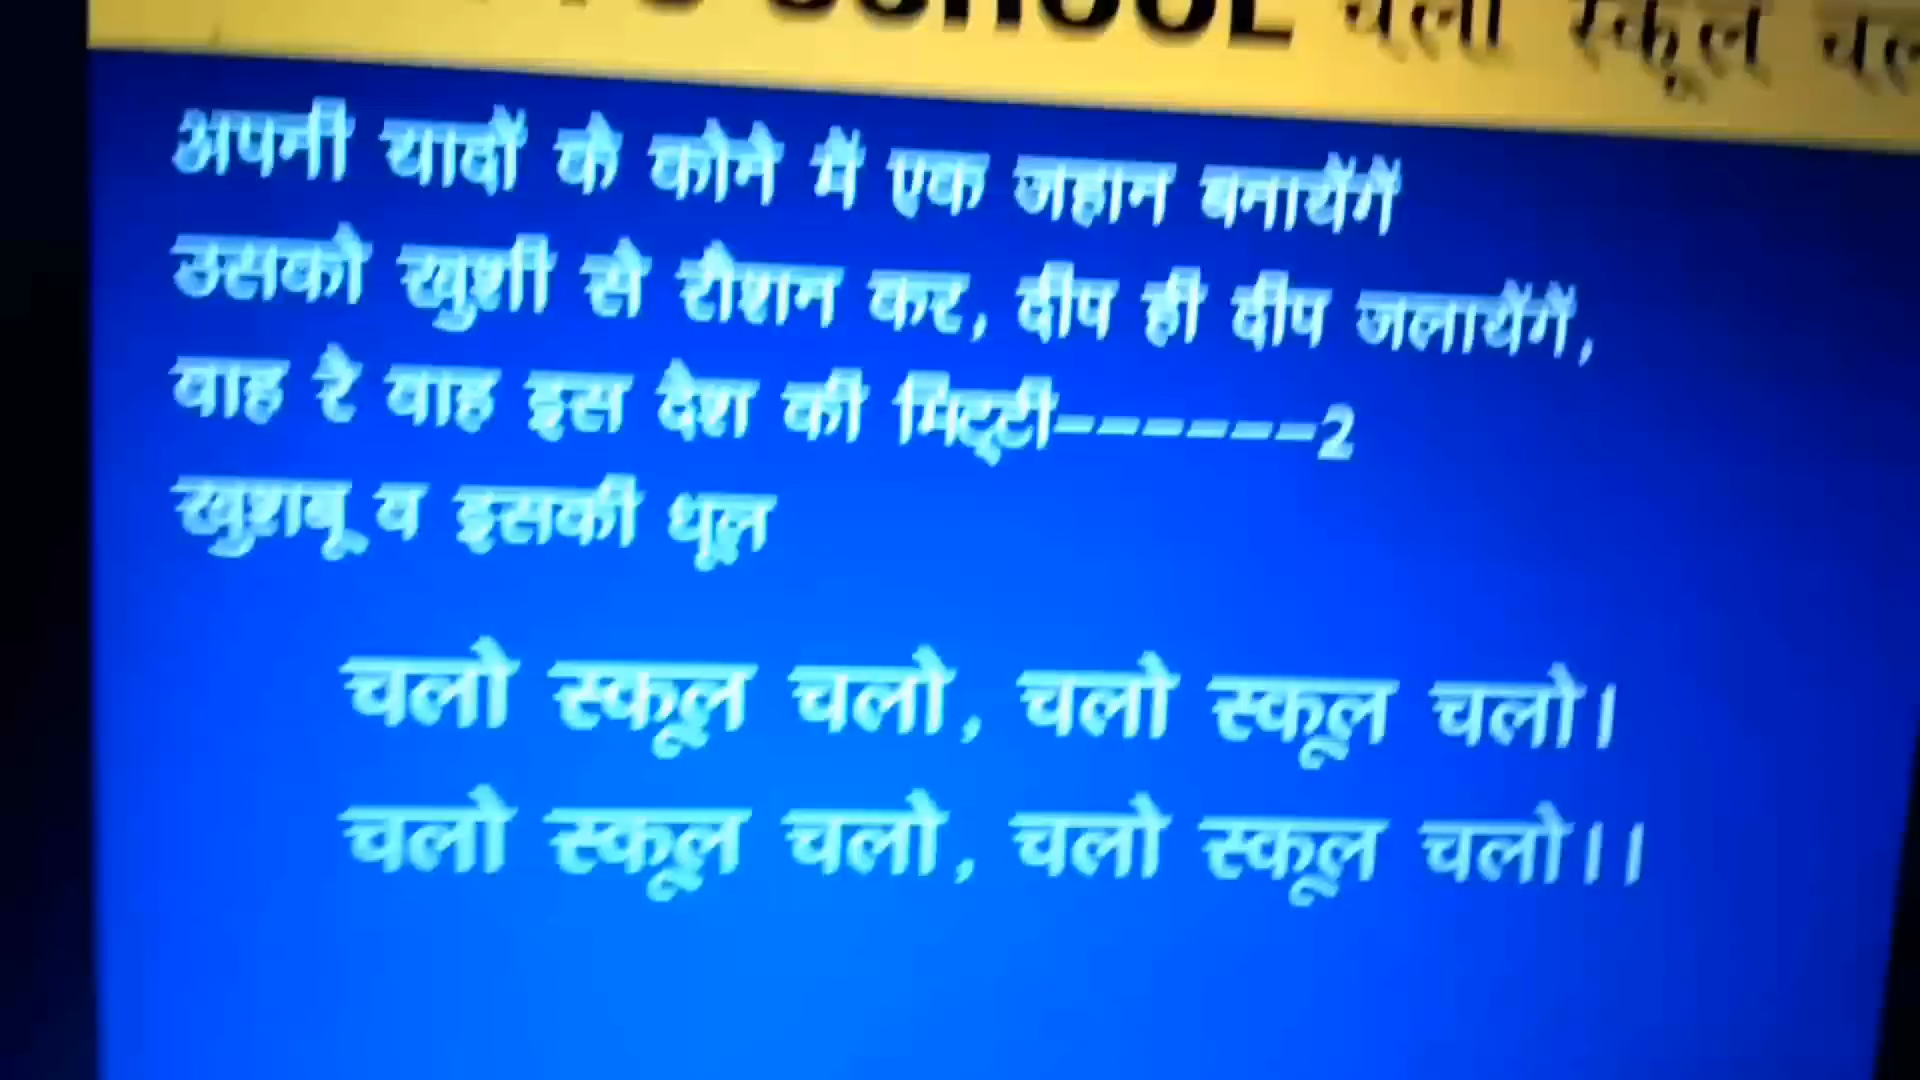 SCHOOL चलो स्कूल
अपनी यादों के कोने में एक जहान बनायेंगें
उसको खुशी से रौशन कर, दीप ही दीप जलायेंगें,
वाह रे वाह इस देश की मिट्टी-------2
खुशबू व इसकी धूल
चलो स्कूल चलो, चलो स्कूल चलो।
चलो स्कूल चलो, चलो स्कूल चलो।।